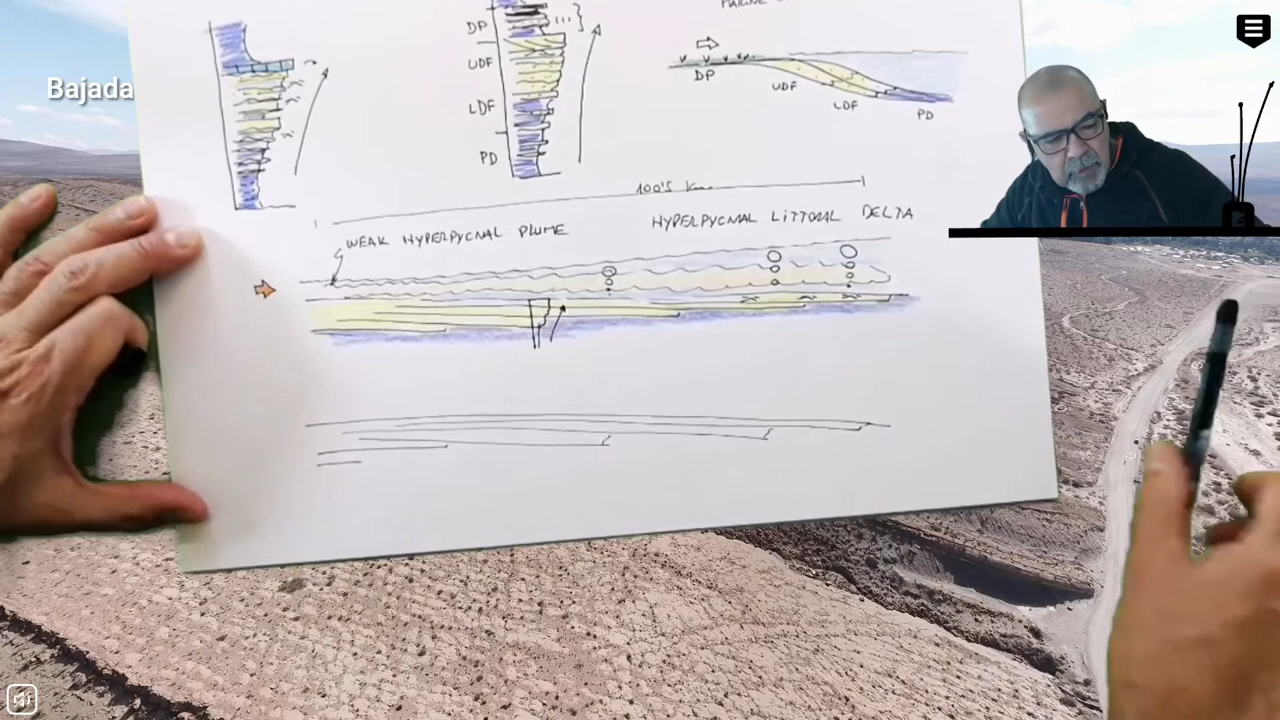 Bajada
DP
UDF
LDF
PD
DP
UDF
LDF
PD
100'S Km
WEAK HYPERPYCNAL PLUME
HYPERPYCNAL LITTORAL DELTA